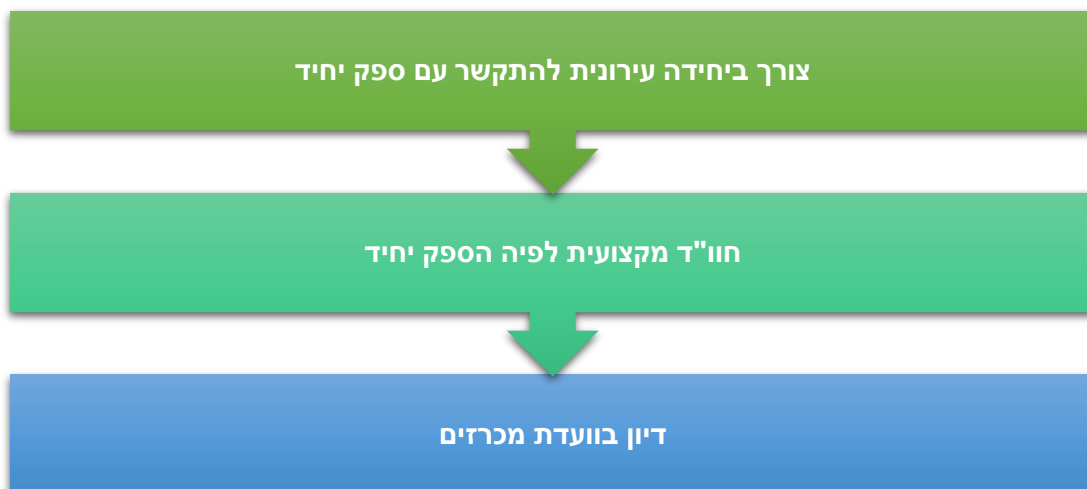 צורך ביחידה עירונית להתקשר עם ספק יחיד
חוו"ד מקצועית לפיה הספק יחיד
דיון בוועדת מכרזים